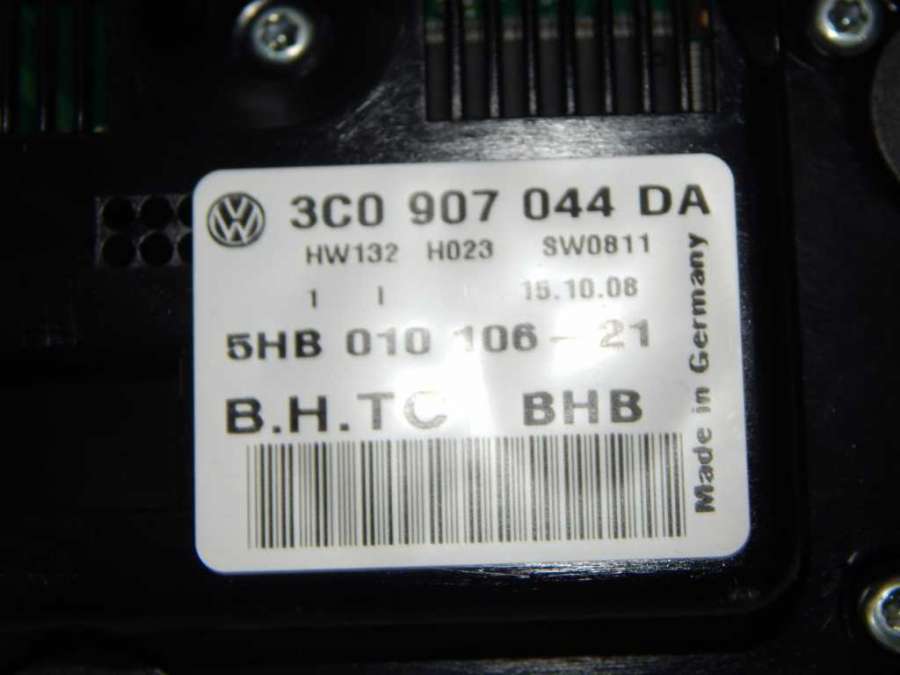 3C0 907 044 DA
HW132 H023 SW0811
1 I 15.10.08
5HB 010 106-21
B.H.TC BHB
Made in Germany